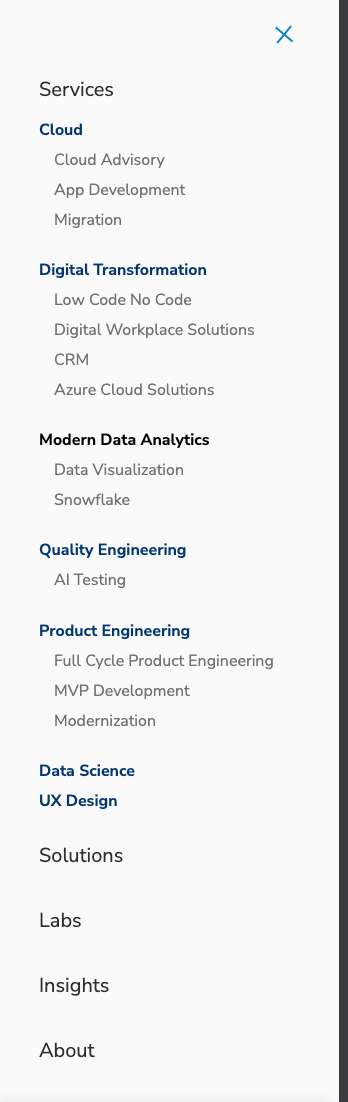 Services
Cloud
Cloud Advisory
App Development
Migration
Digital Transformation
Low Code No Code
Digital Workplace Solutions
CRM
Azure Cloud Solutions
Modern Data Analytics
Data Visualization
Snowflake
Quality Engineering
AI Testing
Product Engineering
Full Cycle Product Engineering
MVP Development
Modernization
Data Science
UX Design
Solutions
Labs
Insights
About